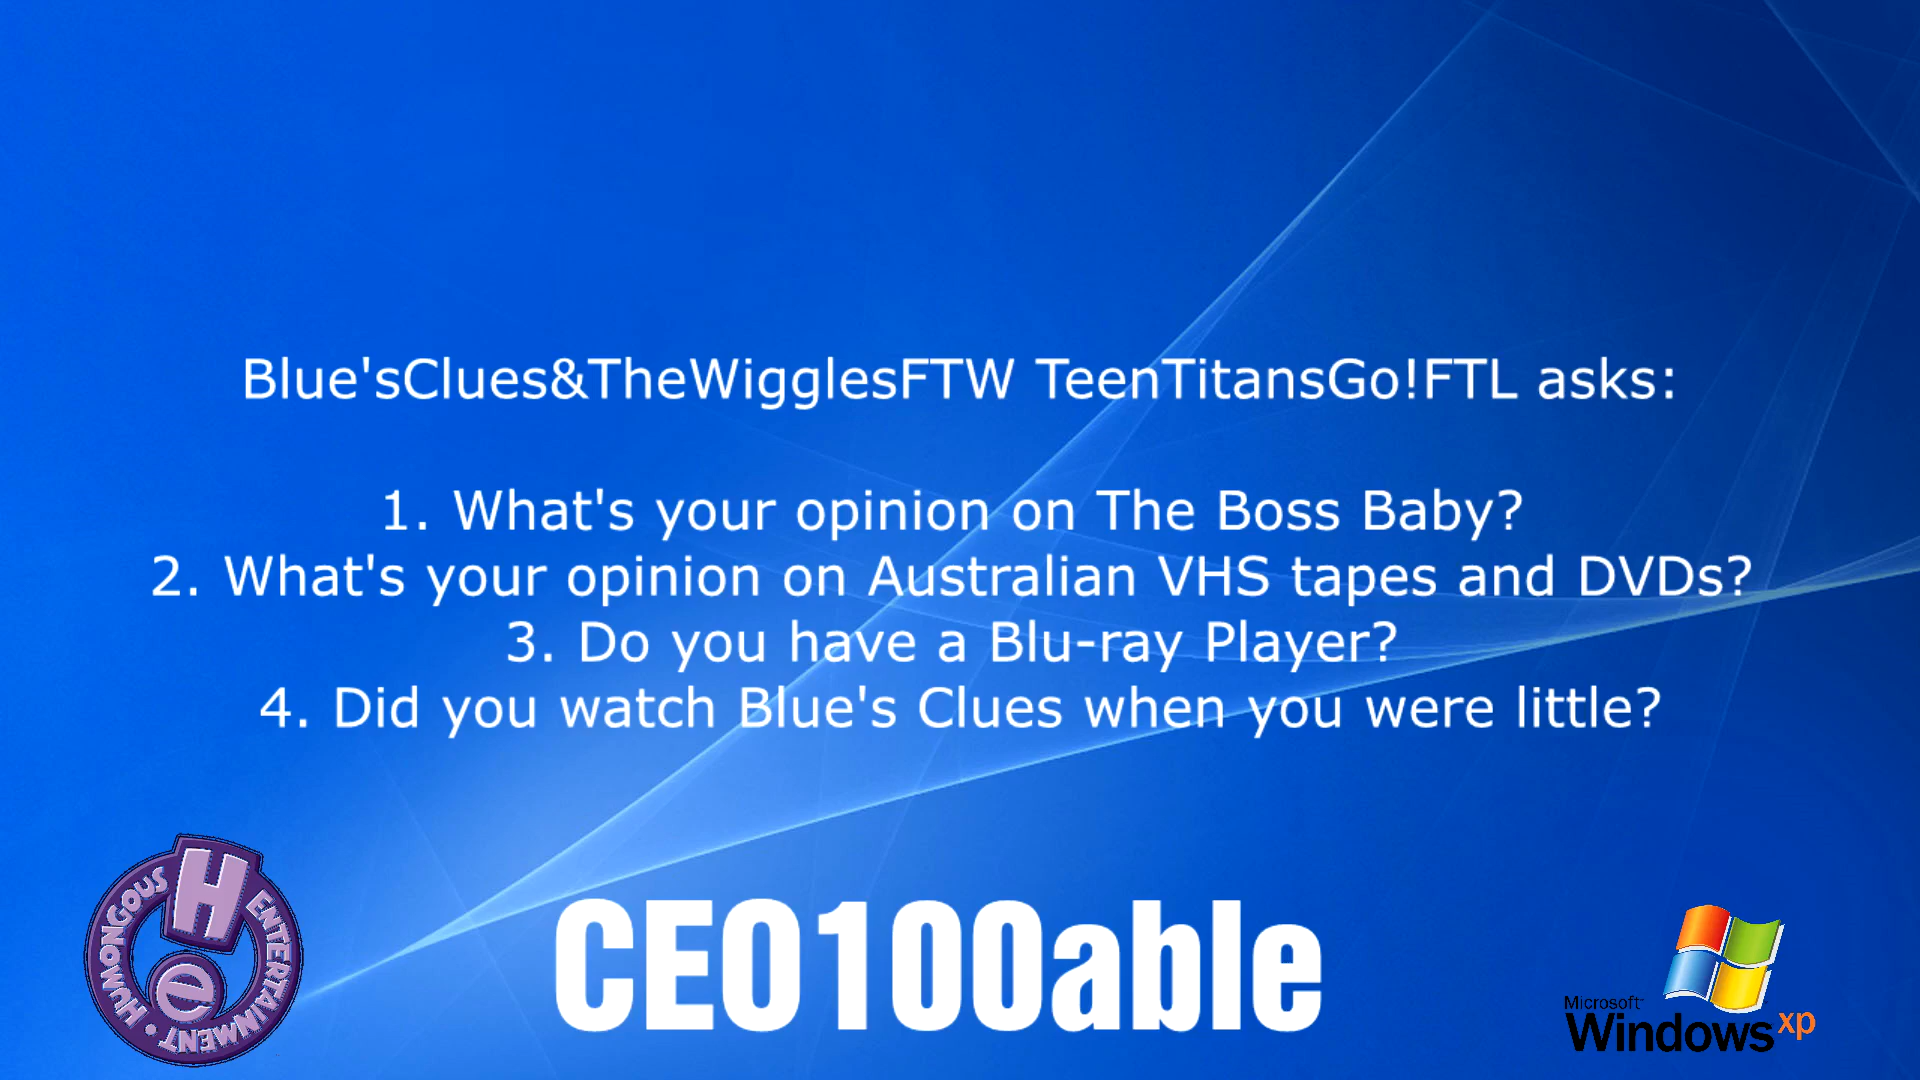 Blue'sClues&TheWigglesFTW TeenTitansGo!FTL asks:
1. What's your opinion on The Boss Baby?
2. What's your opinion on Australian VHS tapes and DVDs?
3. Do you have a Blu-ray Player?
4. Did you watch Blue's Clues when you were little?
HUMONGOUS ENTERTAINMENT
He
CEO100able
Microsoft
Windows xp